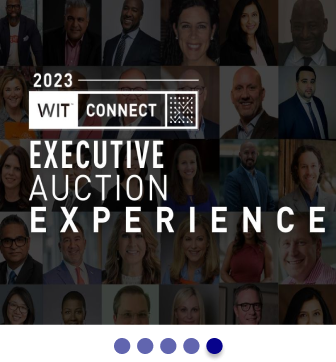 2023
WIT CONNECT
EXECUTIVE
AUCTION
EXPERIENCE